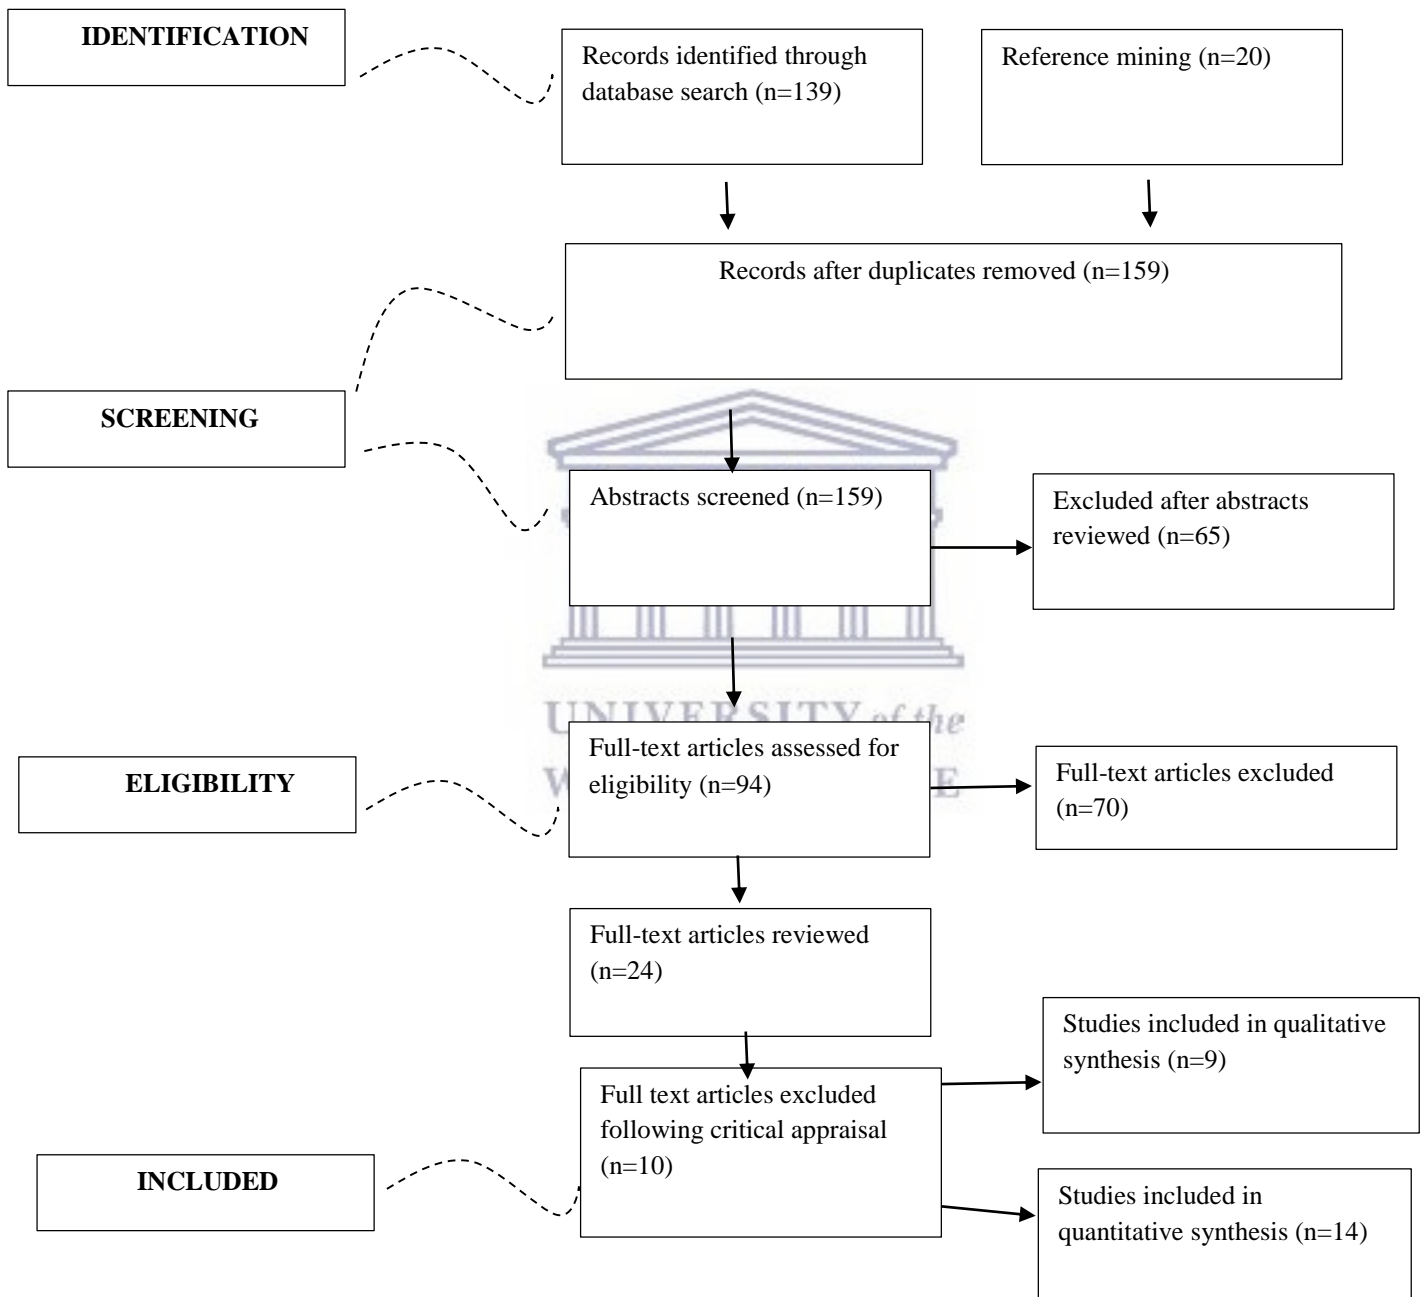 IDENTIFICATION
Records identified through
database search (n=139)
Reference mining (n=20)
Records after duplicates removed (n=159)
SCREENING
Abstracts screened (n=159)
Excluded after abstracts
reviewed (n=65)
UNIVERSITY of the
ELIGIBILITY
Full-text articles assessed for
eligibility (n=94)
Full-text articles excluded
(n=70)
Full-text articles reviewed
(n=24)
Studies included in qualitative
synthesis (n=9)
Full text articles excluded
following critical appraisal
(n=10)
INCLUDED
Studies included in
quantitative synthesis (n=14)